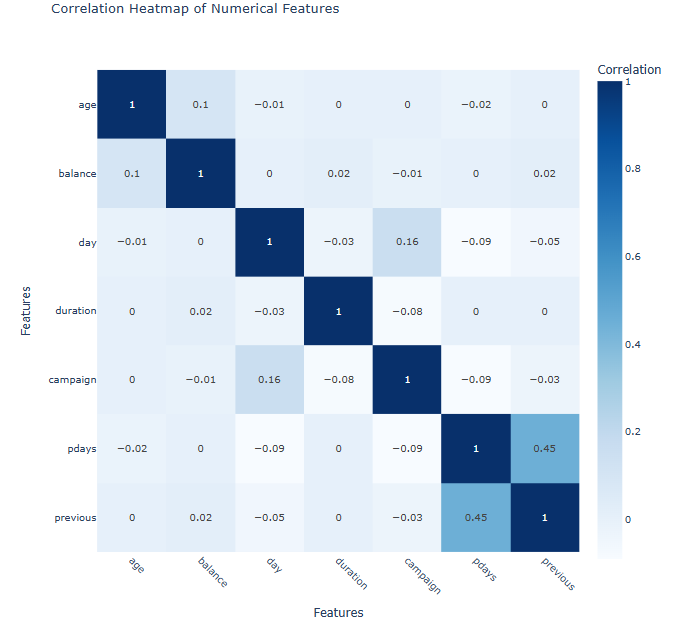 Correlation Heatmap of Numerical Features
Correlation
age 1 0.1 −0.01 0 0 −0.02 0
balance 0.1 1 0 0.02 −0.01 0 0.02
day −0.01 0 1 −0.03 0.16 −0.09 −0.05
duration 0 0.02 −0.03 1 −0.08 0 0
campaign 0 −0.01 0.16 −0.08 1 −0.09 −0.03
pdays −0.02 0 −0.09 0 −0.09 1 0.45
previous 0 0.02 −0.05 0 −0.03 0.45 1
age balance day duration campaign pdays previous
Features
Features
1
0.8
0.6
0.4
0.2
0